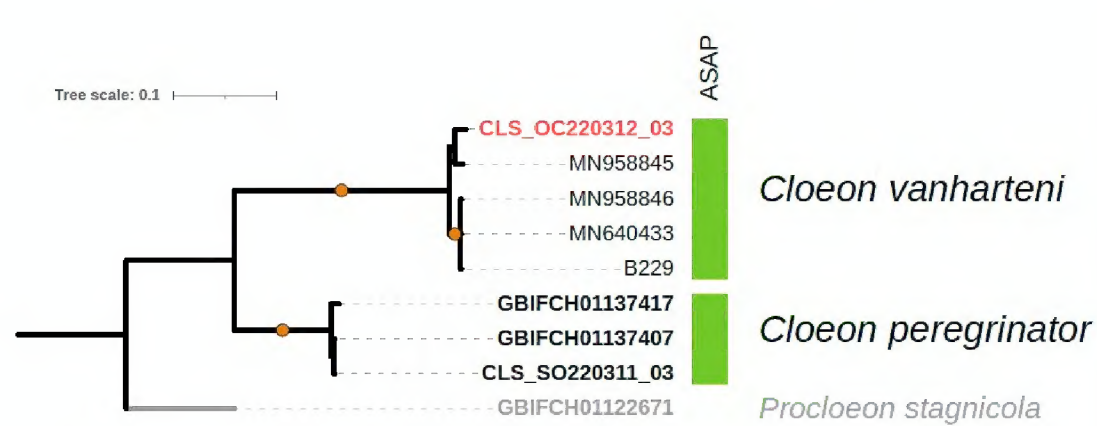 ASAP
Tree scale: 0.1
CLS_OC220312_03
MN958845
Cloeon vanharteni
MN958846
MN640433
B229
GBIFCH01137417
GBIFCH01137407
Cloeon peregrinator
CLS_SO220311_03
GBIFCH01122671
Procloeon stagnicola